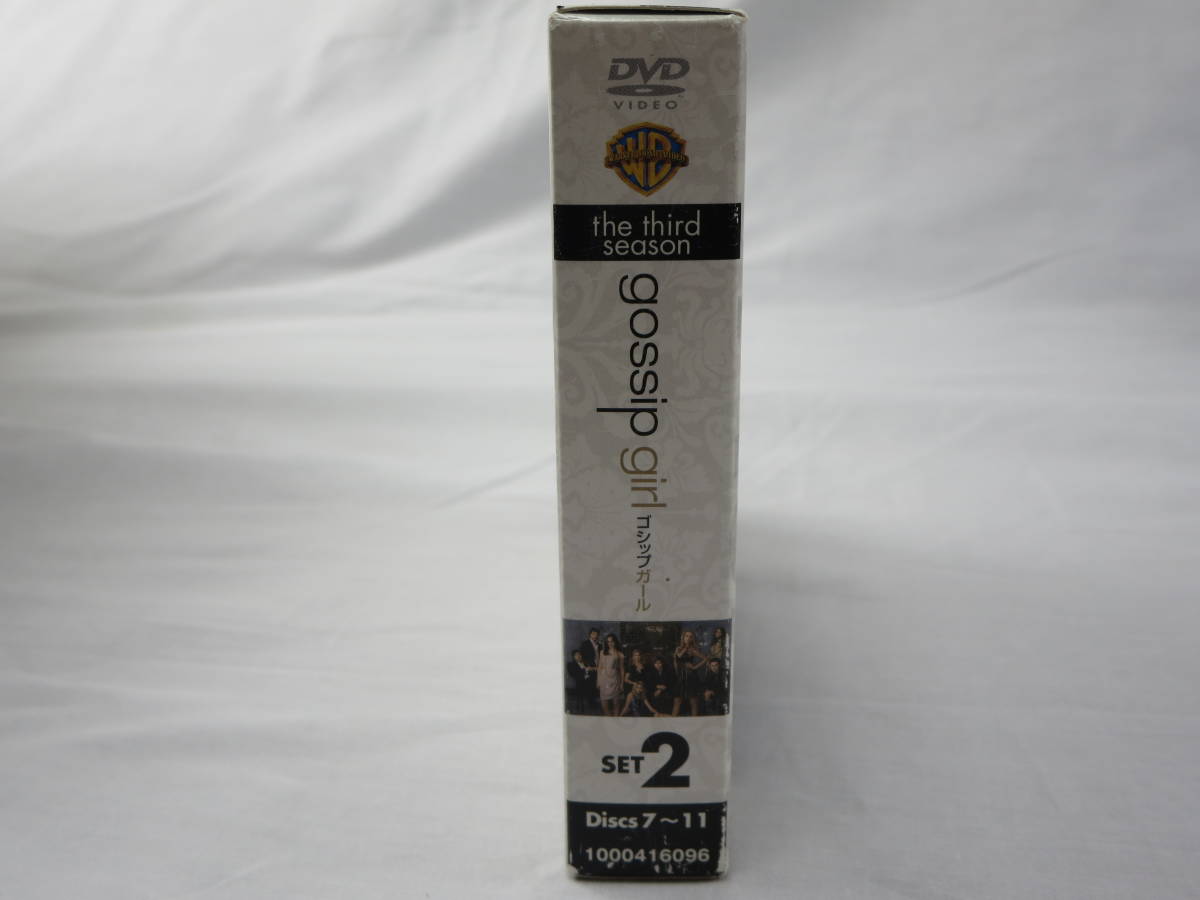 DVD
VIDEO
WB
the third
season
gossip girl
ゴシップガール
SET 2
Discs 7～11
1000416096